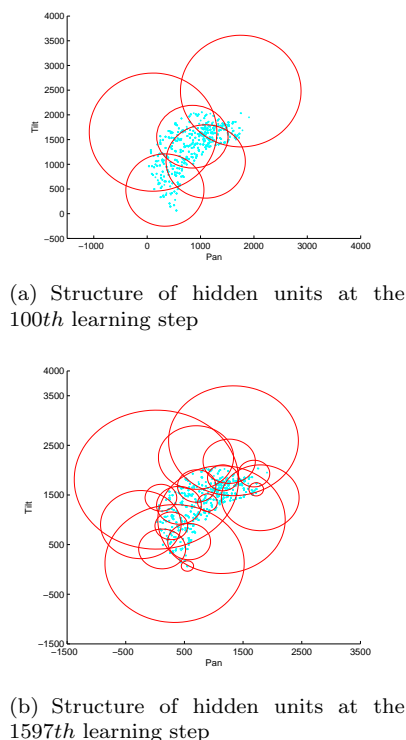 4000
3500
3000
2500
2000
1500
1000
500
0
−500
Tilt
−1000 0 1000 2000 3000 4000
Pan
(a) Structure of hidden units at the
100th learning step
4000
3500
2500
1500
500
−500
−1500
Tilt
−1500 −500 500 1500 2500 3500
Pan
(b) Structure of hidden units at the
1597th learning step